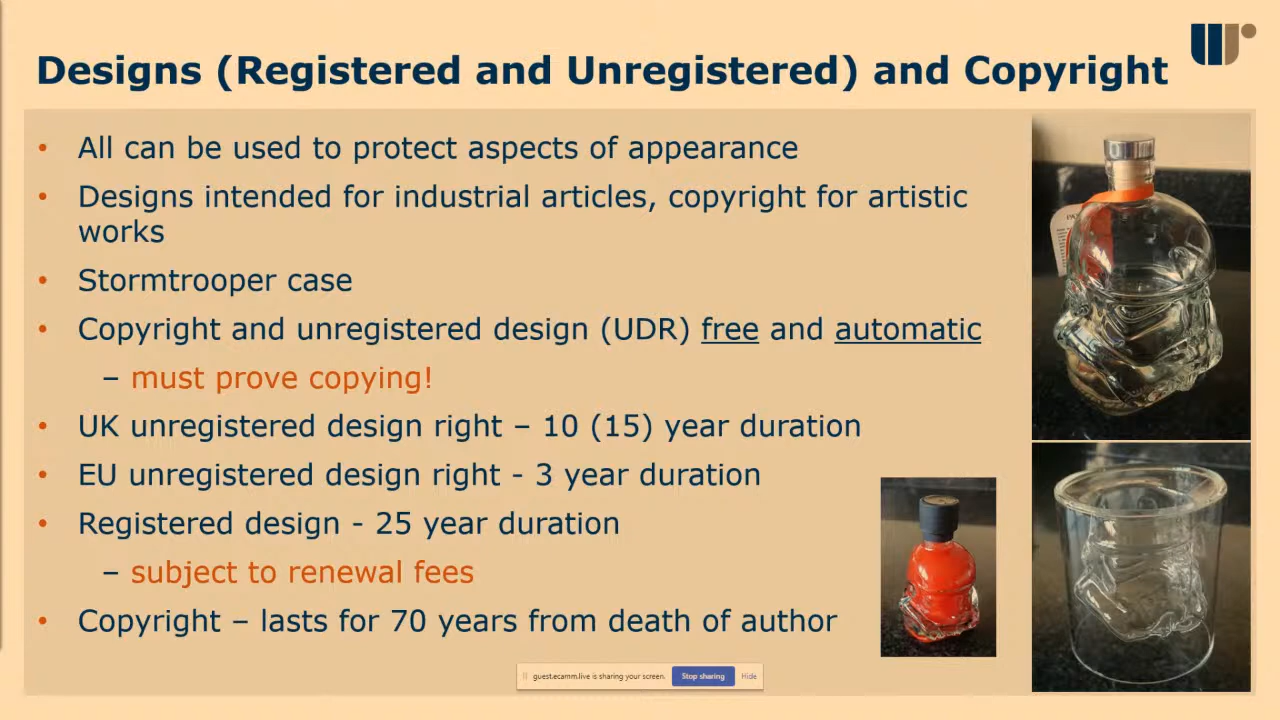 Designs (Registered and Unregistered) and Copyright
• All can be used to protect aspects of appearance
• Designs intended for industrial articles, copyright for artistic
works
• Stormtrooper case
• Copyright and unregistered design (UDR) free and automatic
– must prove copying!
• UK unregistered design right – 10 (15) year duration
• EU unregistered design right - 3 year duration
• Registered design - 25 year duration
– subject to renewal fees
• Copyright – lasts for 70 years from death of author
guest.ecamm.live is sharing your screen. Stop sharing Hide